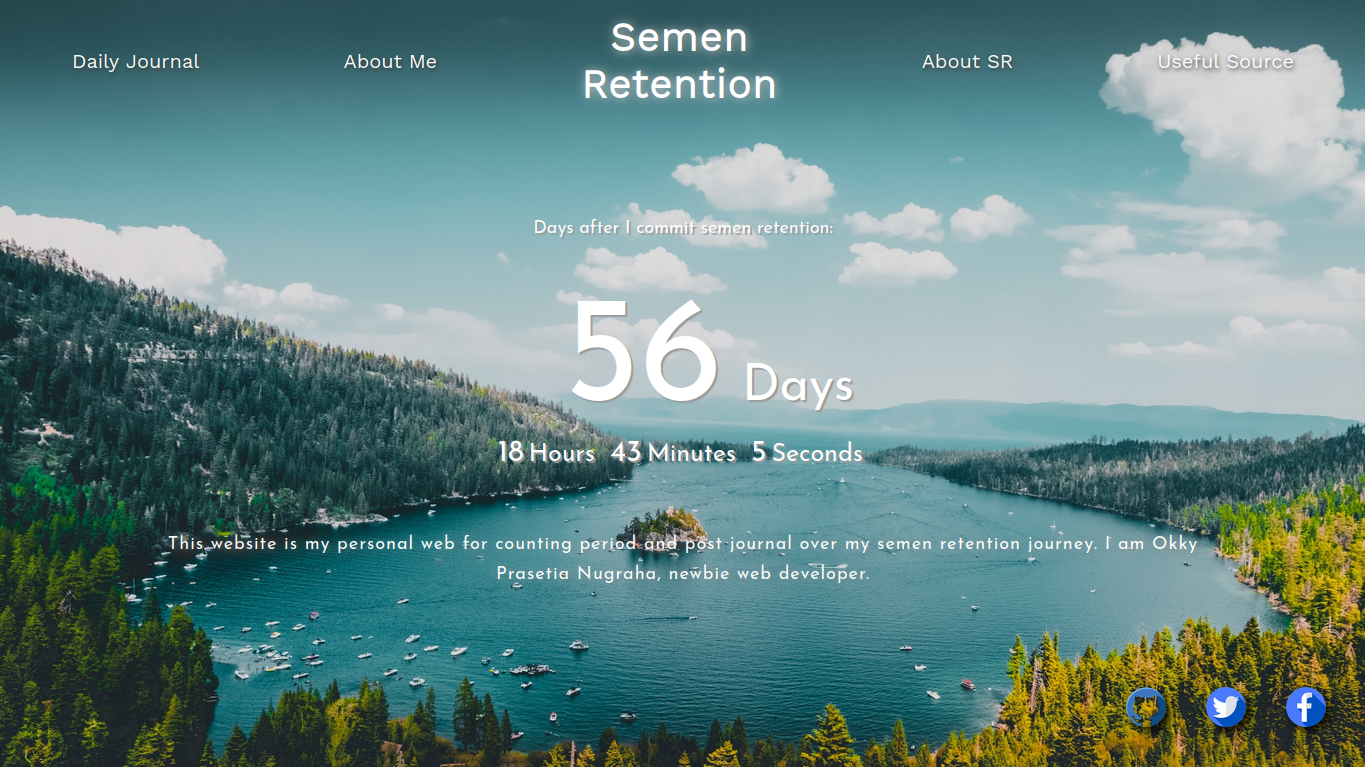 Daily Journal
About Me
Semen
Retention
About SR
Useful Source
Days after I commit semen retention:
56 Days
18 Hours 43 Minutes 5 Seconds
This website is my personal web for counting period and post journal over my semen retention journey. I am Okky
Prasetia Nugraha, newbie web developer.